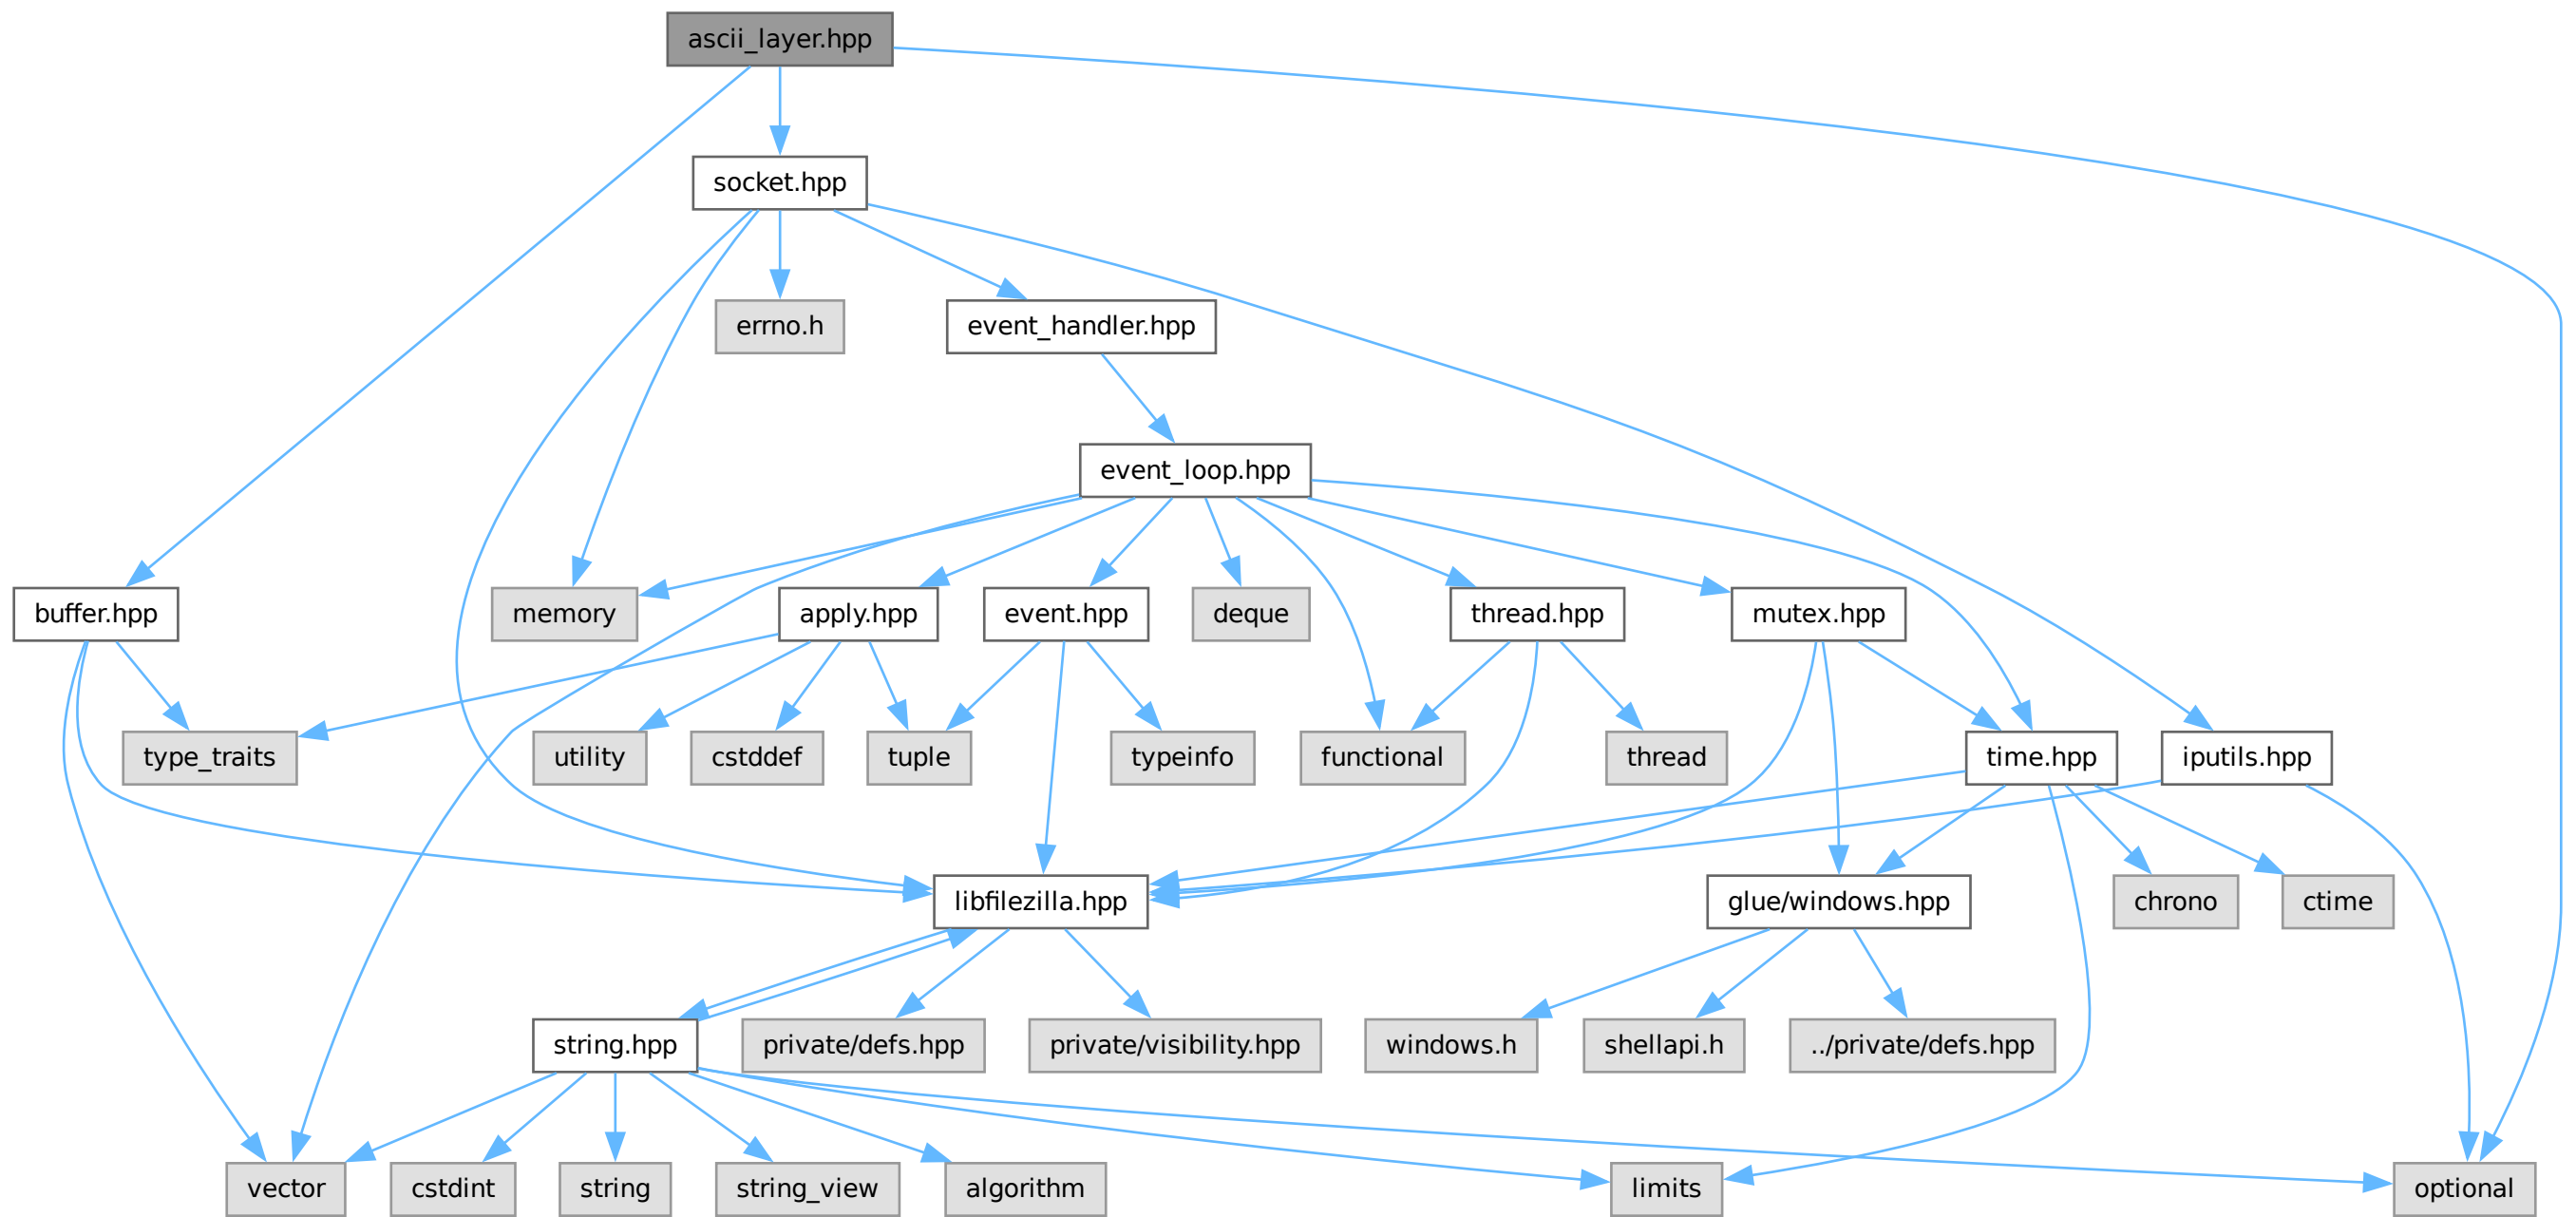 ascii_layer.hpp
socket.hpp
errno.h
event_handler.hpp
event_loop.hpp
buffer.hpp
memory
apply.hpp
event.hpp
deque
thread.hpp
mutex.hpp
type_traits
utility
cstddef
tuple
typeinfo
functional
thread
time.hpp
iputils.hpp
libfilezilla.hpp
glue/windows.hpp
chrono
ctime
string.hpp
private/defs.hpp
private/visibility.hpp
windows.h
shellapi.h
../private/defs.hpp
vector
cstdint
string
string_view
algorithm
limits
optional